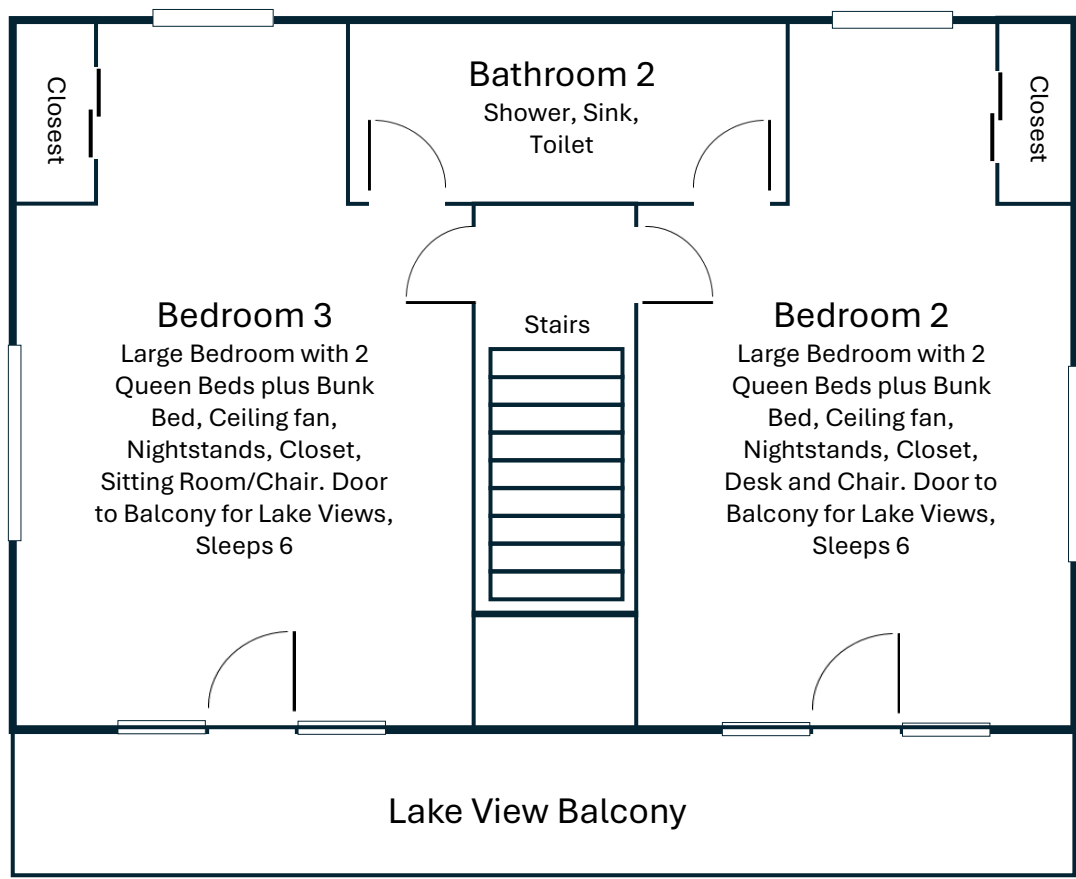 Closest
Bathroom 2
Shower, Sink,
Toilet
Closest
Bedroom 3
Large Bedroom with 2
Queen Beds plus Bunk
Bed, Ceiling fan,
Nightstands, Closet,
Sitting Room/Chair. Door
to Balcony for Lake Views,
Sleeps 6
Stairs
Bedroom 2
Large Bedroom with 2
Queen Beds plus Bunk
Bed, Ceiling fan,
Nightstands, Closet,
Desk and Chair. Door to
Balcony for Lake Views,
Sleeps 6
Lake View Balcony